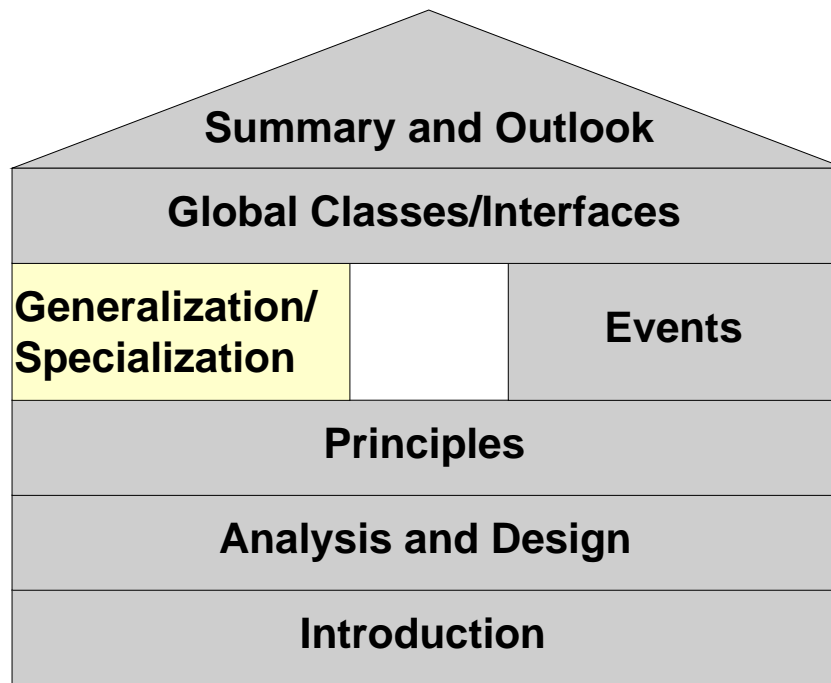 Summary and Outlook
Global Classes/Interfaces
Generalization/
Specialization
Events
Principles
Analysis and Design
Introduction